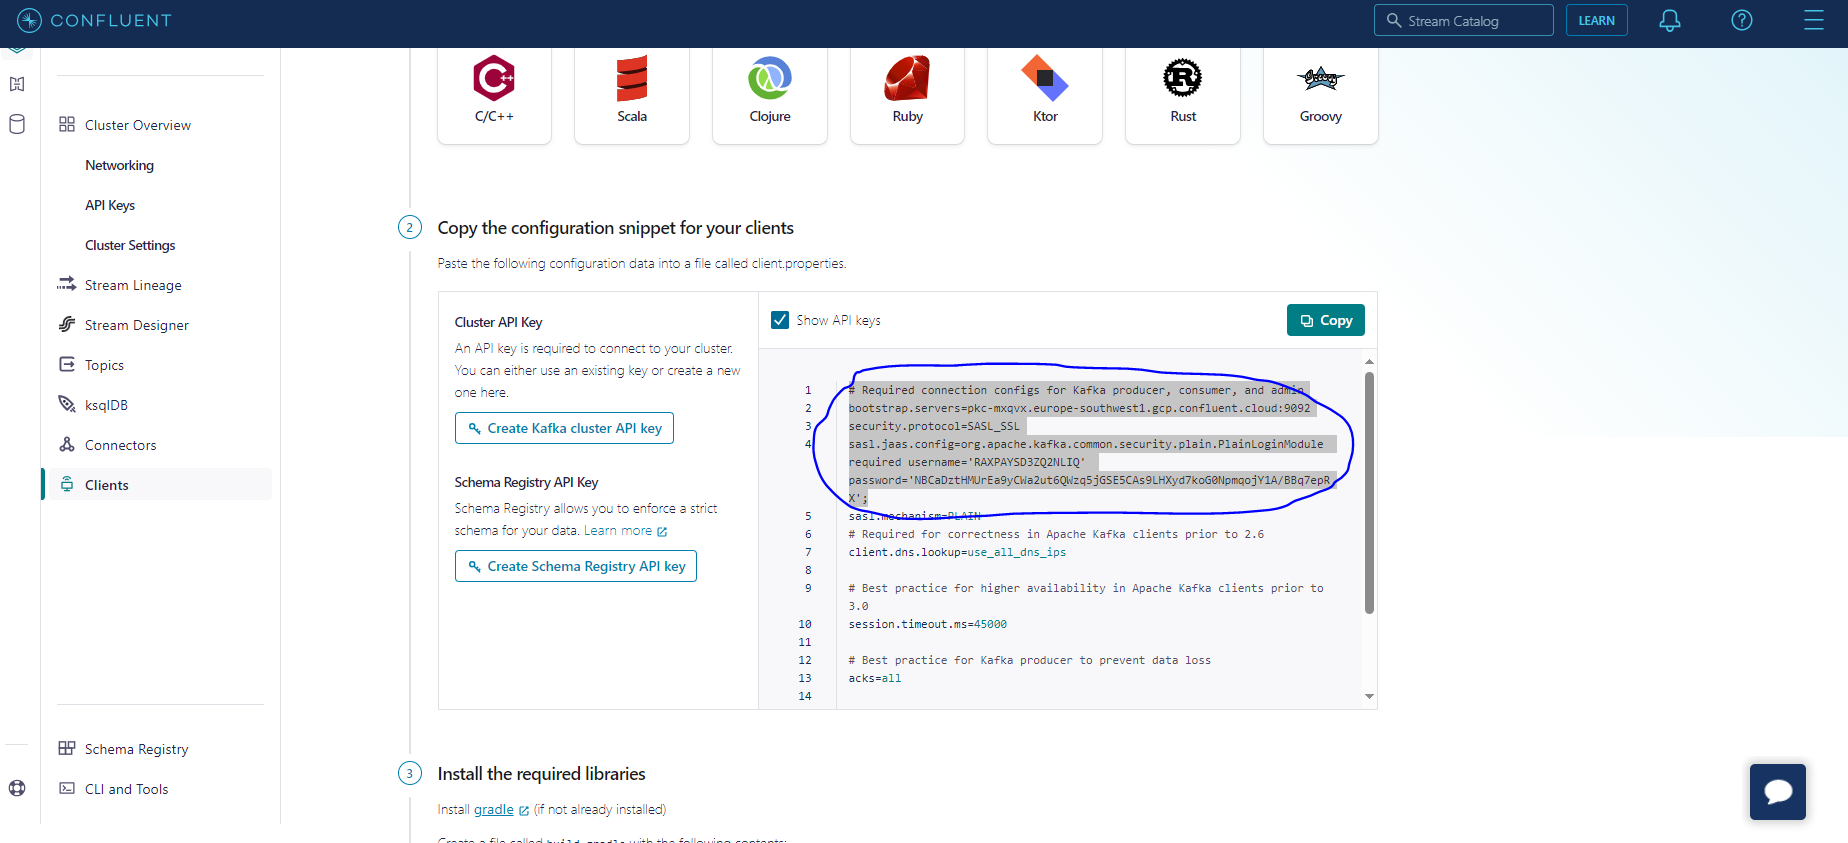 CONFLUENT
Stream Catalog
LEARN
C/C++
Scala
Clojure
Ruby
Ktor
Rust
Groovy
Cluster Overview
Networking
API Keys
Cluster Settings
Stream Lineage
Stream Designer
Topics
ksqlDB
Connectors
Clients
Schema Registry
CLI and Tools
2
Copy the configuration snippet for your clients
Paste the following configuration data into a file called client.properties.
Cluster API Key
An API key is required to connect to your cluster.
You can either use an existing key or create a new
one here.
Create Kafka cluster API key
Schema Registry API Key
Schema Registry allows you to enforce a strict
schema for your data. Learn more
Create Schema Registry API key
Show API keys
Copy
1 # Required connection configs for Kafka producer, consumer, and admin
2 bootstrap.servers=pkc-mxqvx.europe-southwest1.gcp.confluent.cloud:9092
3 security.protocol=SASL_SSL
4 sasl.jaas.config=org.apache.kafka.common.security.plain.PlainLoginModule
required username='RAXPAYSD3ZQ2NLIQ'
password='NBCaDztHMUrEa9yCWa2ut6QWzq5jGSE5CAs9LHXyd7koG0NpmqojY1A/BBq7epR
X';
5 sasl.mechanism=PLAIN
6 # Required for correctness in Apache Kafka clients prior to 2.6
7 client.dns.lookup=use_all_dns_ips
8
9 # Best practice for higher availability in Apache Kafka clients prior to
3.0
10 session.timeout.ms=45000
11
12 # Best practice for Kafka producer to prevent data loss
13 acks=all
14
3
Install the required libraries
Install gradle (if not already installed)
Create a file called build.gradle with the following contents: